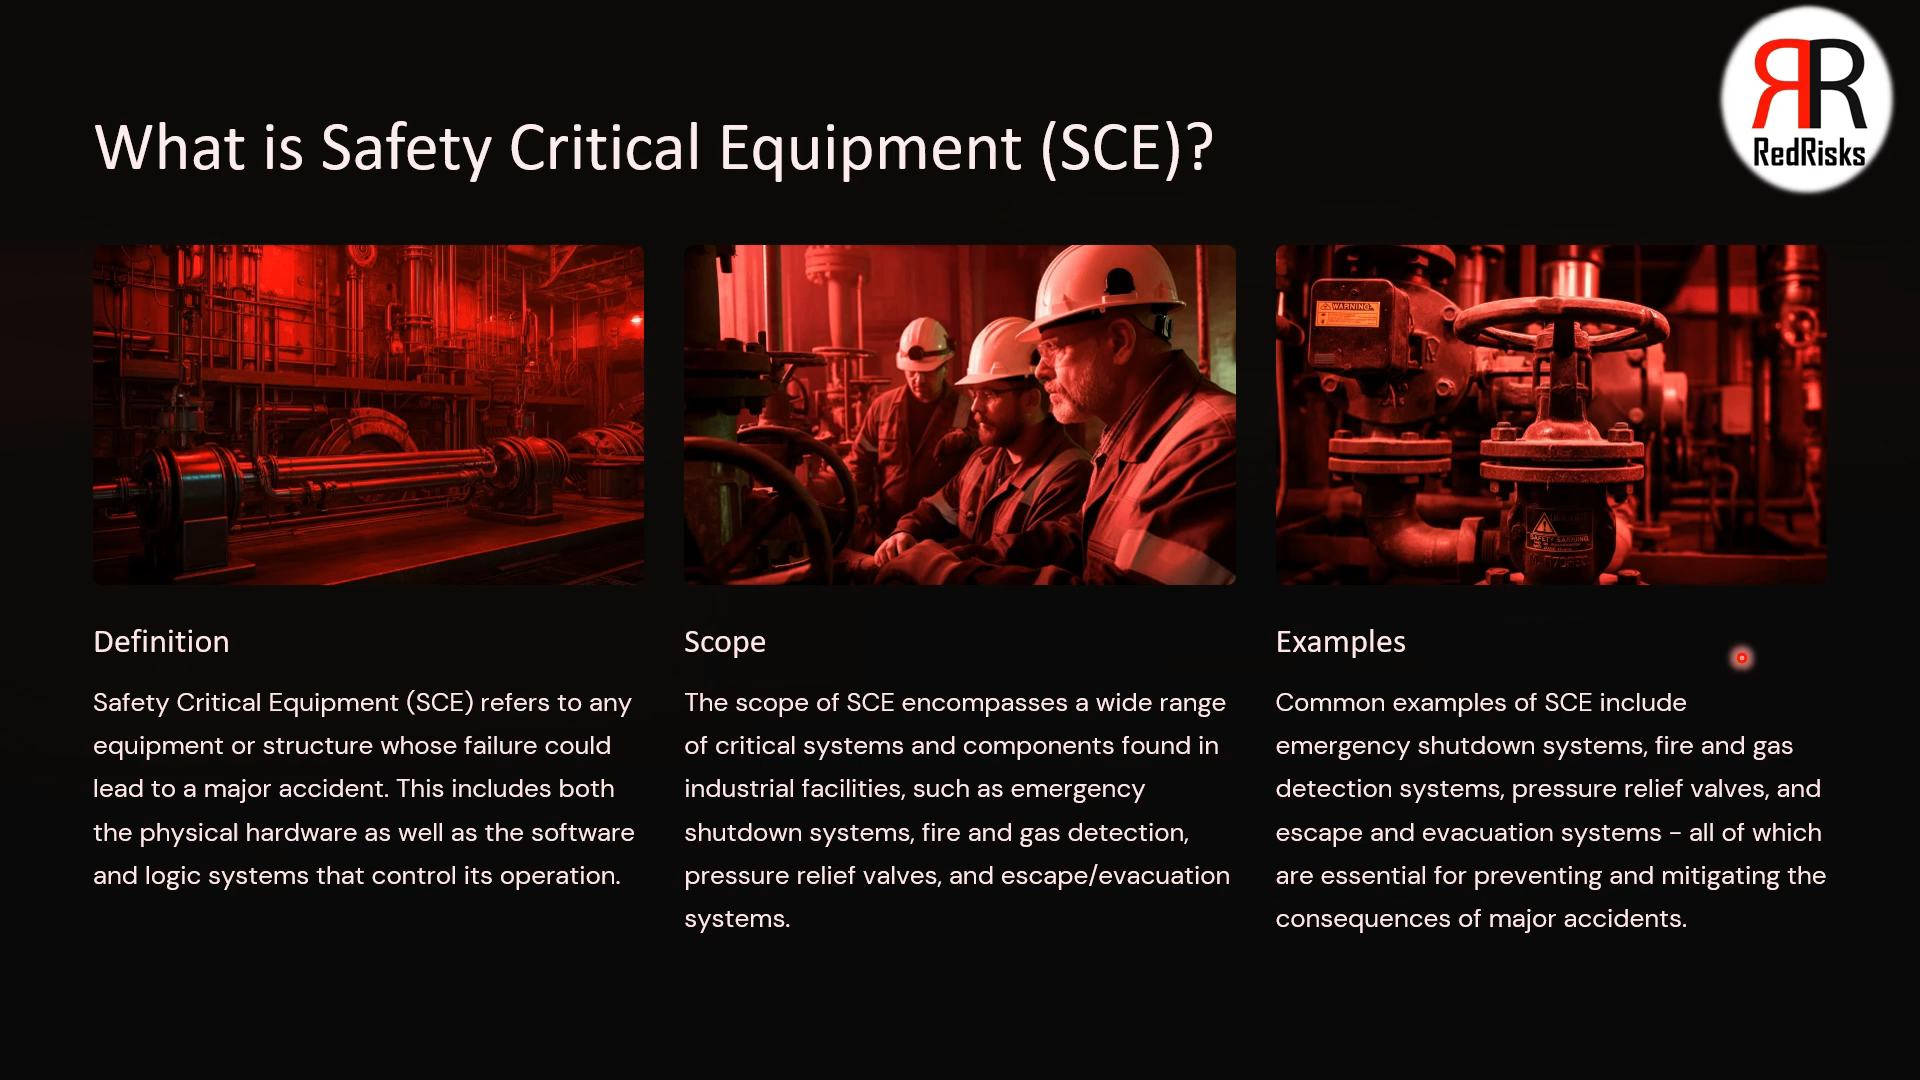 RR
RedRisks
What is Safety Critical Equipment (SCE)?
WARNING
Definition
Safety Critical Equipment (SCE) refers to any
equipment or structure whose failure could
lead to a major accident. This includes both
the physical hardware as well as the software
and logic systems that control its operation.
Scope
The scope of SCE encompasses a wide range
of critical systems and components found in
industrial facilities, such as emergency
shutdown systems, fire and gas detection,
pressure relief valves, and escape/evacuation
systems.
Examples
Common examples of SCE include
emergency shutdown systems, fire and gas
detection systems, pressure relief valves, and
escape and evacuation systems - all of which
are essential for preventing and mitigating the
consequences of major accidents.